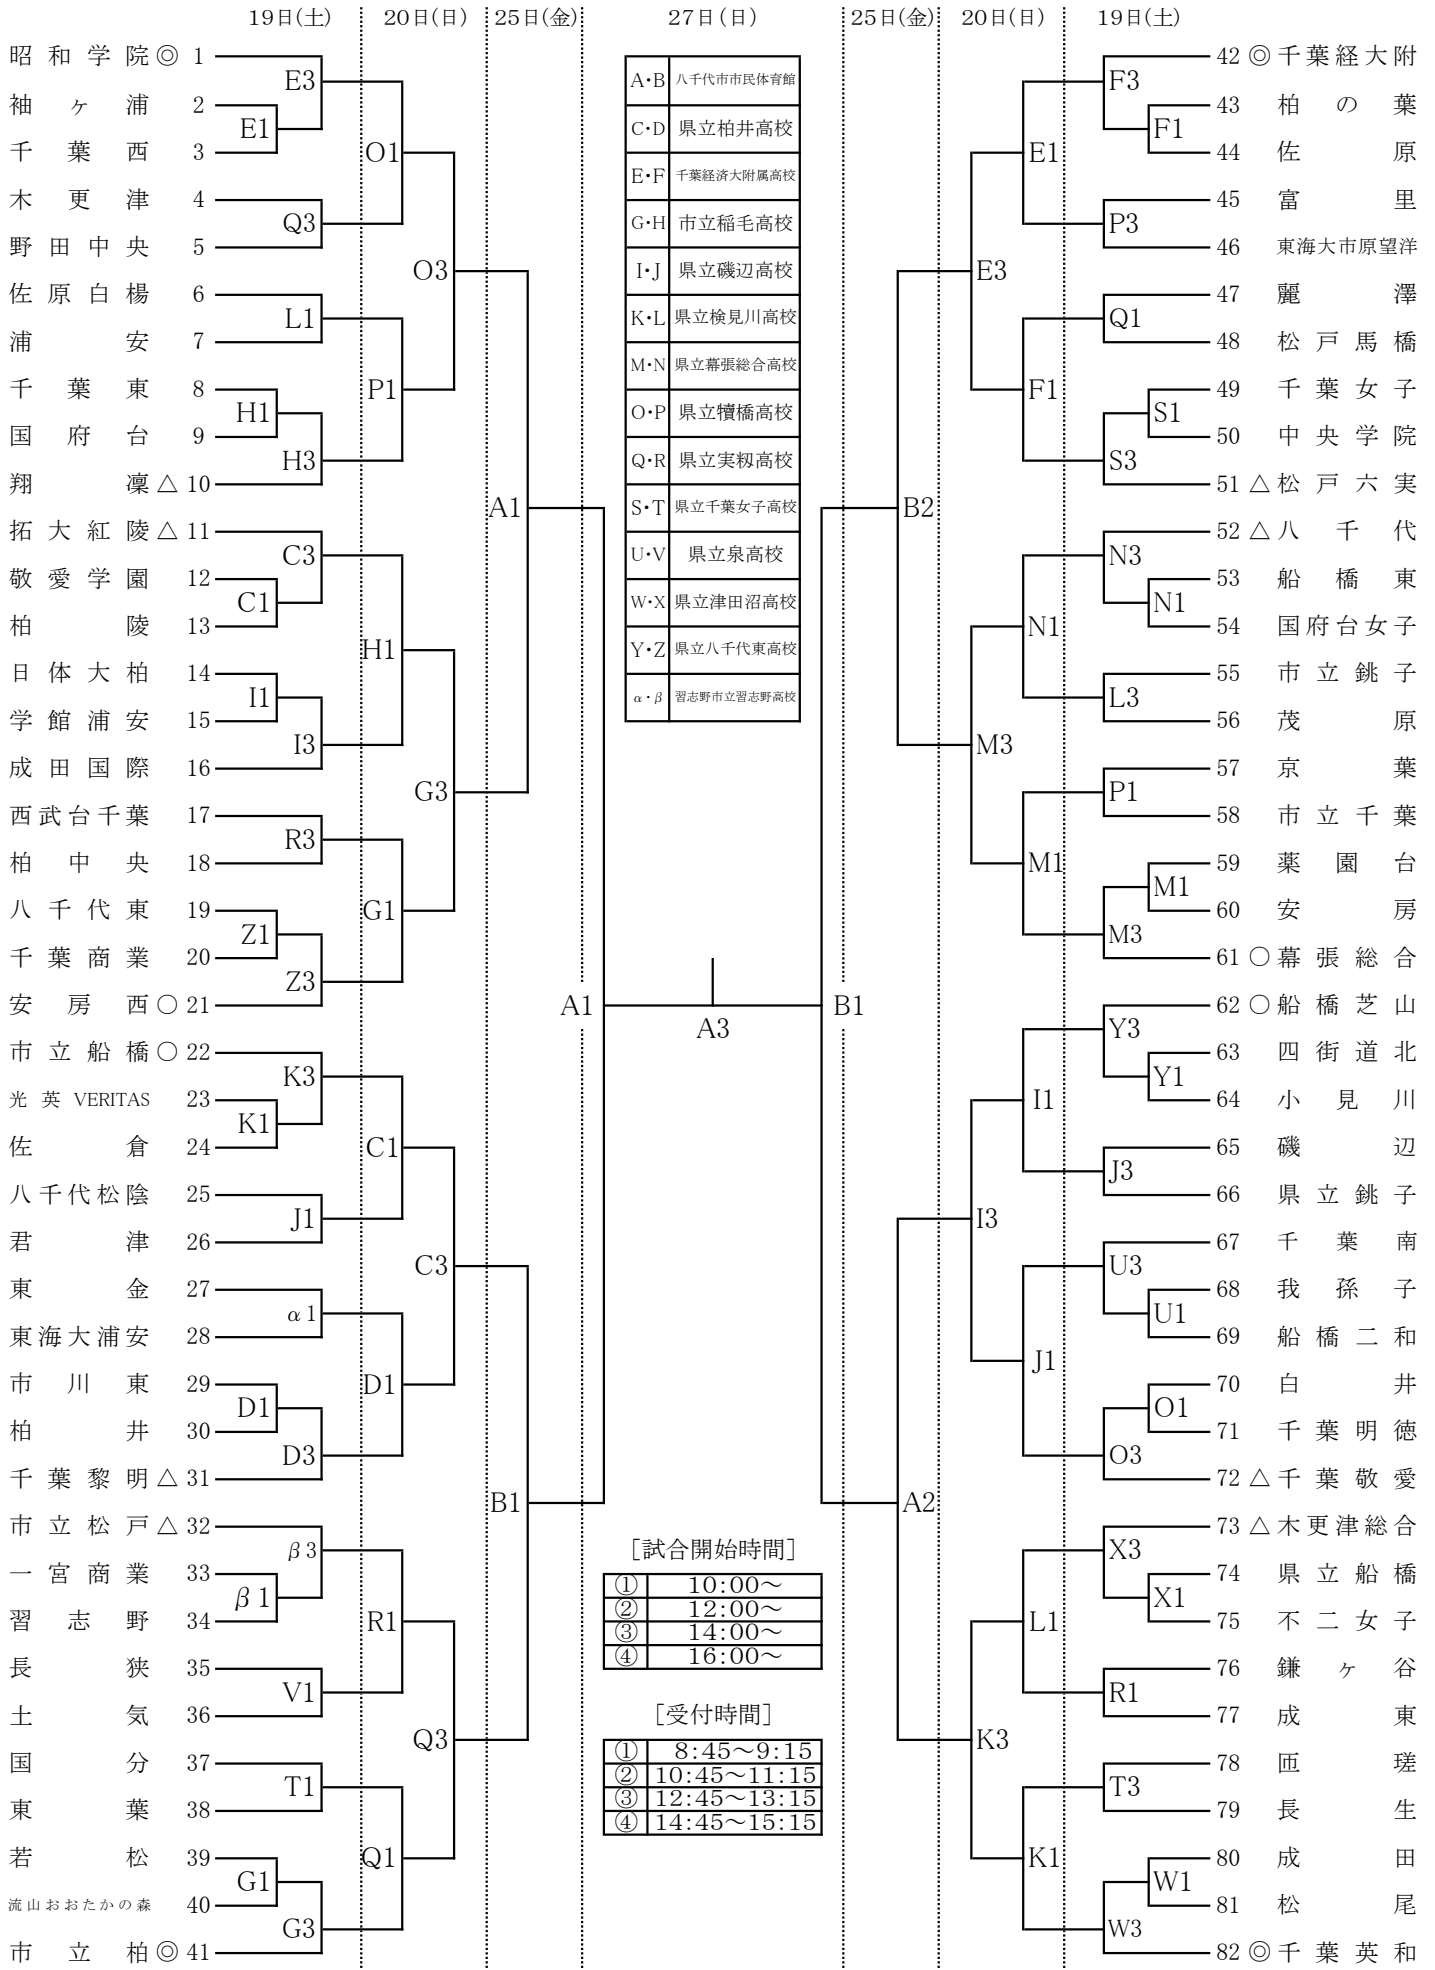 19日(土) 20日(日) 25日(金) 27日(日) 25日(金) 20日(日) 19日(土)
昭和学院◎ 1
袖ヶ浦 2
千葉西 3
木更津 4
野田中央 5
佐原白楊 6
浦安 7
千葉東 8
国府台 9
翔凜△ 10
拓大紅陵△ 11
敬愛学園 12
柏陵 13
日体大柏 14
学館浦安 15
成田国際 16
西武台千葉 17
柏中央 18
八千代東 19
千葉商業 20
安房西○ 21
市立船橋○ 22
光英VERITAS 23
佐倉 24
八千代松陰 25
君津 26
東金 27
東海大浦安 28
市川東 29
柏井 30
千葉黎明△ 31
市立松戸△ 32
一宮商業 33
習志野 34
長狭 35
土気 36
国分 37
東葉 38
若松 39
流山おおたかの森 40
市立柏◎ 41
E3
E1
Q3
L1
H1
H3
C3
C1
I1
I3
R3
Z1
Z3
K3
K1
J1
α1
D1
D3
β3
β1
V1
T1
G1
G3
O1
P1
H1
G1
C1
D1
R1
Q1
O3
G3
C3
Q3
A1
B1
A1
A3
B1
A・B 八千代市市民体育館
C・D 県立柏井高校
E・F 千葉経済大附属高校
G・H 市立稲毛高校
I・J 県立磯辺高校
K・L 県立検見川高校
M・N 県立幕張総合高校
O・P 県立犢橋高校
Q・R 県立実籾高校
S・T 県立千葉女子高校
U・V 県立泉高校
W・X 県立津田沼高校
Y・Z 県立八千代東高校
α・β 習志野市立習志野高校
[試合開始時間]
① 10:00～
② 12:00～
③ 14:00～
④ 16:00～
[受付時間]
① 8:45～9:15
② 10:45～11:15
③ 12:45～13:15
④ 14:45～15:15
B2
A2
E3
M3
I3
K3
E1
F1
N1
M1
I1
J1
L1
K1
F3
F1
P3
Q1
S1
S3
N3
N1
L3
P1
M1
M3
Y3
Y1
J3
U3
U1
O1
O3
X3
X1
R1
T3
W1
W3
42 ◎千葉経大附
43 柏の葉
44 佐原
45 富里
46 東海大市原望洋
47 麗澤
48 松戸馬橋
49 千葉女子
50 中央学院
51 △松戸六実
52 △八千代
53 船橋東
54 国府台女子
55 市立銚子
56 茂原
57 京葉
58 市立千葉
59 薬園台
60 安房
61 ○幕張総合
62 ○船橋芝山
63 四街道北
64 小見川
65 磯辺
66 県立銚子
67 千葉南
68 我孫子
69 船橋二和
70 白井
71 千葉明徳
72 △千葉敬愛
73 △木更津総合
74 県立船橋
75 不二女子
76 鎌ヶ谷
77 成東
78 匝瑳
79 長生
80 成田
81 松尾
82 ◎千葉英和